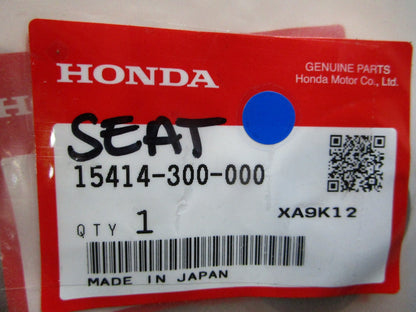 HONDA
GENUINE PARTS
Honda Motor Co., Ltd.
SEAT
15414-300-000
XA9K12
QTY 1
MADE IN JAPAN